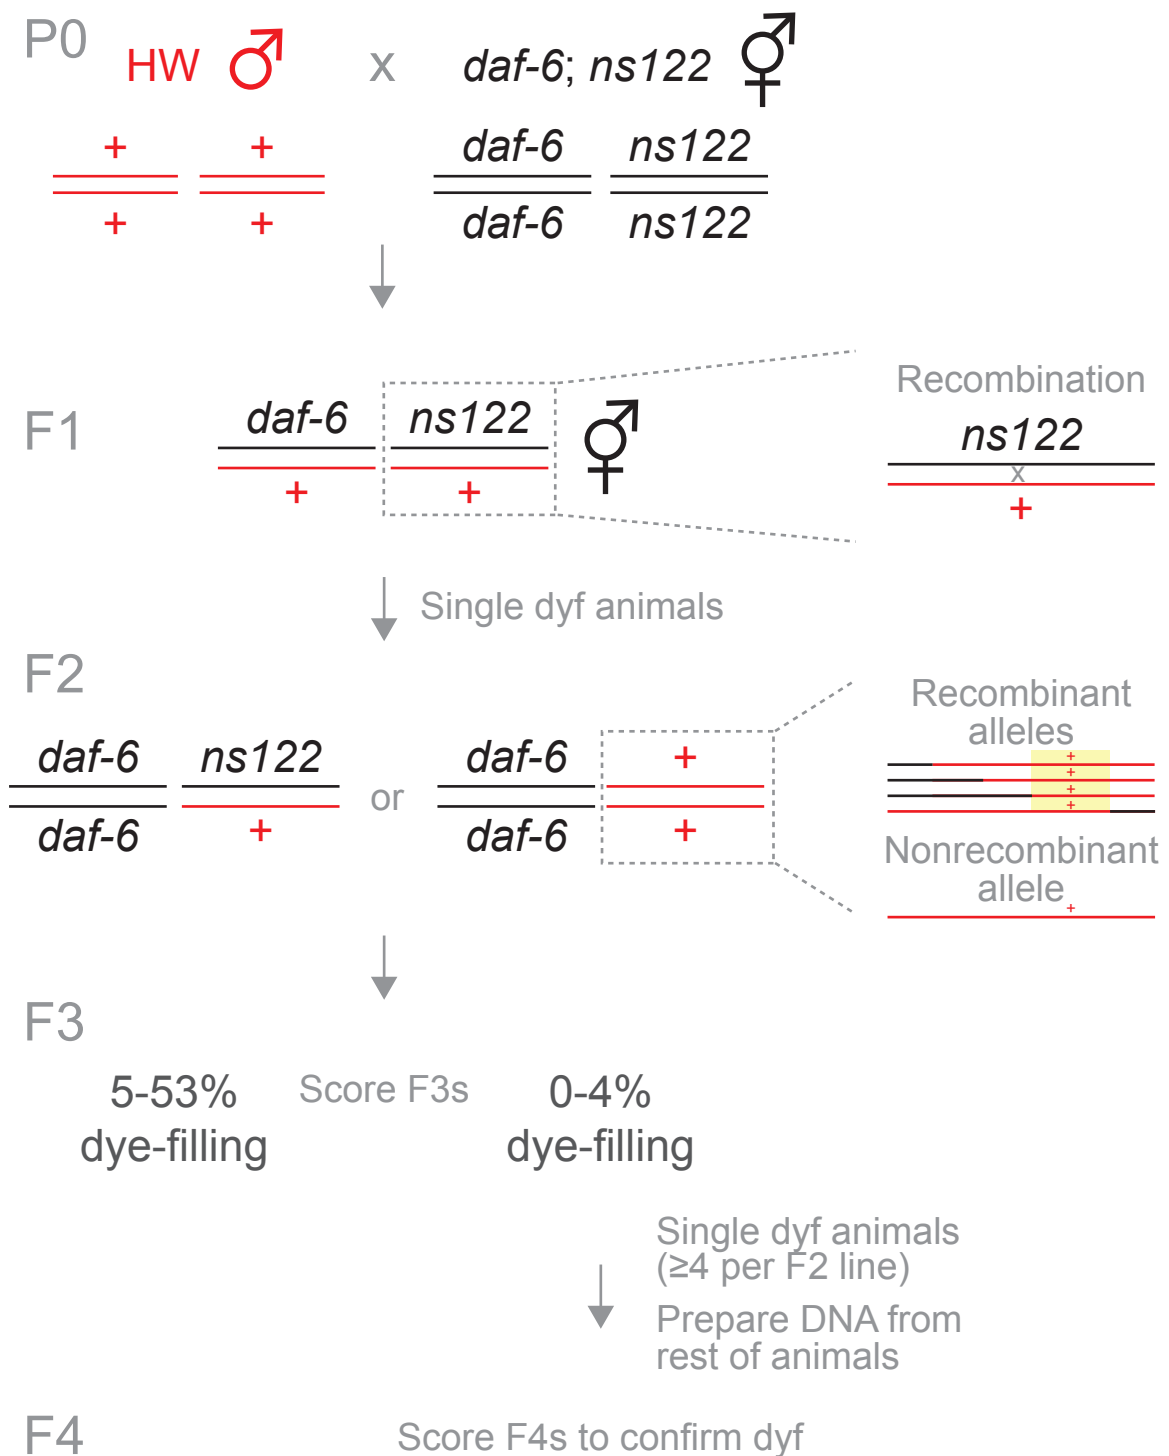 P0
HW ♂ x daf-6; ns122 ⚥
+ + daf-6 ns122
+ + daf-6 ns122
F1
daf-6 ns122
+ +
Recombination
ns122
x
+
Single dyf animals
F2
daf-6 ns122
daf-6 +
or
daf-6 +
daf-6 +
Recombinant
alleles
+
+
+
+
Nonrecombinant
allele
+
F3
5-53%
dye-filling
Score F3s
0-4%
dye-filling
Single dyf animals
(≥4 per F2 line)
Prepare DNA from
rest of animals
F4
Score F4s to confirm dyf